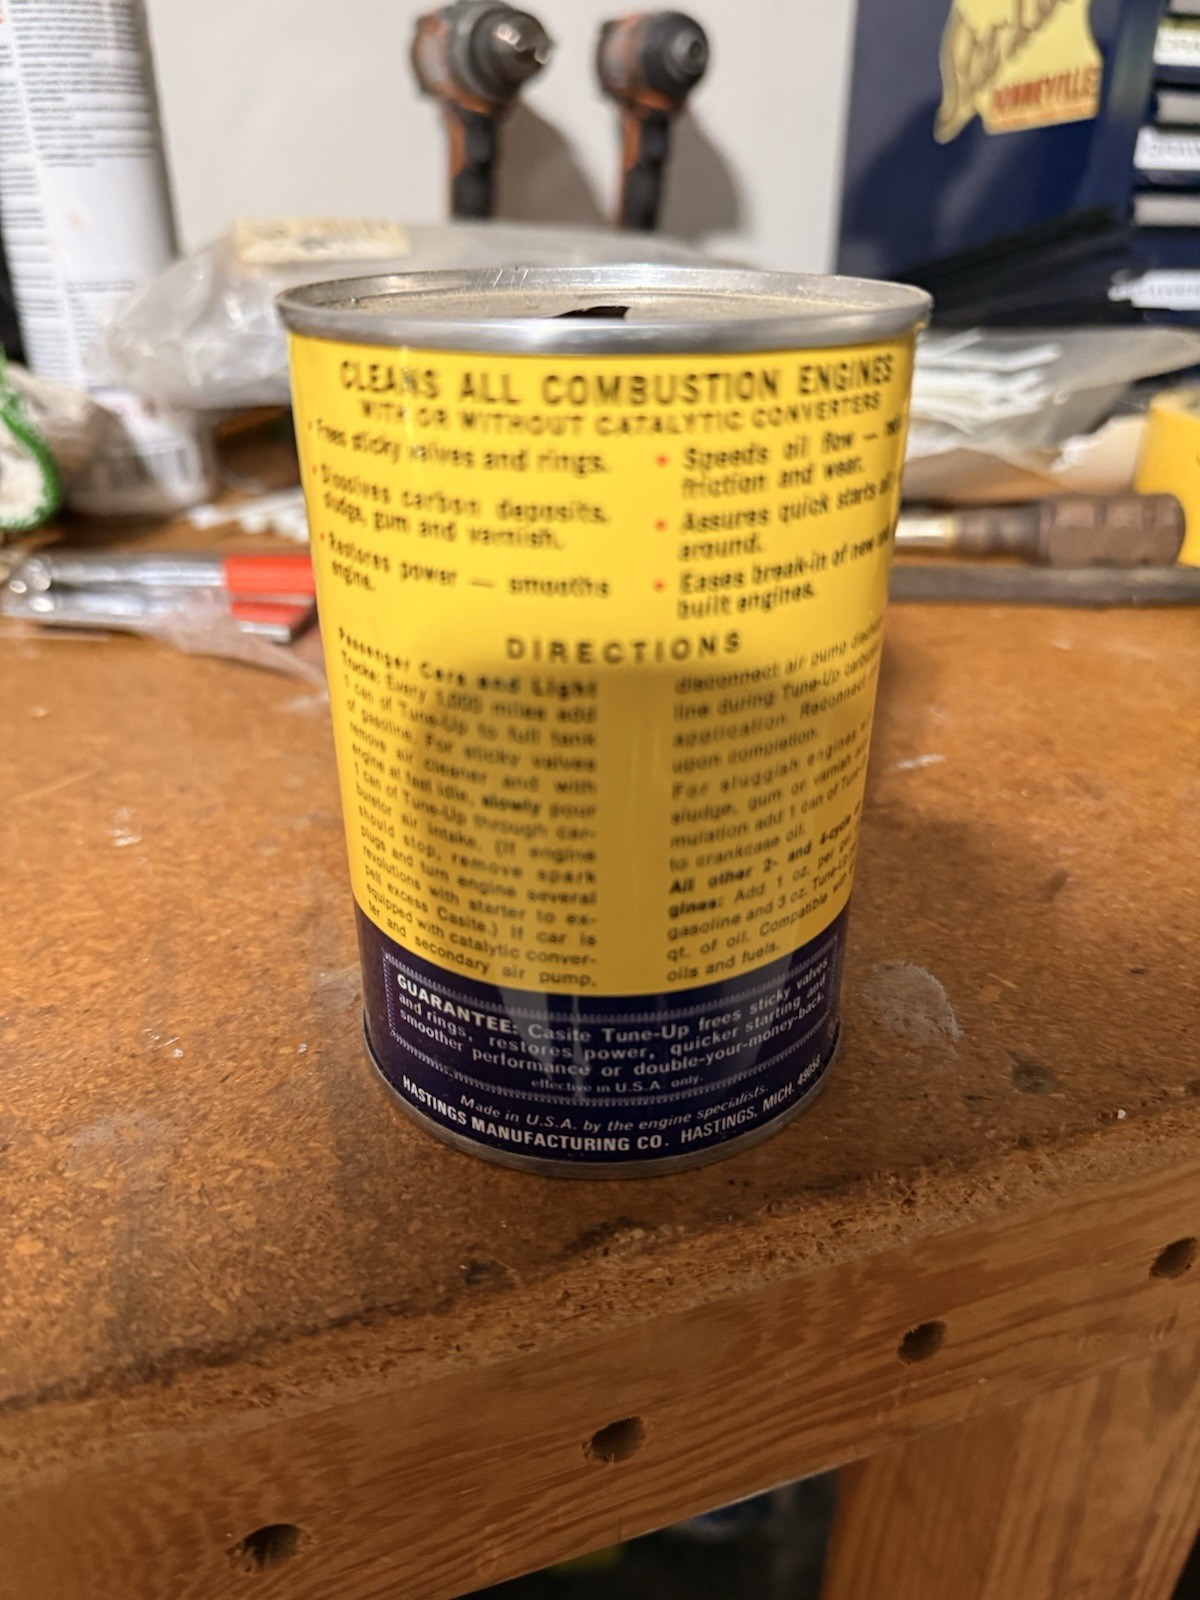 BONNEVILLE
CLEANS ALL COMBUSTION ENGINES
WITH OR WITHOUT CATALYTIC CONVERTERS
• Frees sticky valves and rings.
• Dissolves carbon deposits,
sludge, gum and varnish.
• Restores power — smooths
engine.
• Speeds oil flow —
friction and wear.
• Assures quick starts all
around.
• Eases break-in of new
built engines.
DIRECTIONS
Passenger Cars and Light
Trucks: Every 1,000 miles add
1 can of Tune-Up to full tank
of gasoline. For sticky valves
remove air cleaner and with
engine at fast idle, slowly pour
1 can of Tune-Up through car-
buretor air intake. (If engine
should stop, remove spark
plugs and turn engine several
revolutions with starter to ex-
pell excess Casite.) If car is
equipped with catalytic conver-
ter and secondary air pump,
disconnect air pump
line during Tune-Up
application. Reconnect
upon completion.
For sluggish engines
sludge, gum or varnish
mulation add 1 can of Tune-
to crankcase oil.
All other 2- and 4-cycle
gines: Add 1 oz. per
gasoline and 3 oz. Tune-Up
qt. of oil. Compatible with
oils and fuels.
GUARANTEE: Casite Tune-Up frees sticky valves
and rings, restores power, quicker starting and
smoother performance or double-your-money-back.
effective in U.S.A. only.
Made in U.S.A. by the engine specialists.
HASTINGS MANUFACTURING CO. HASTINGS, MICH. 49058